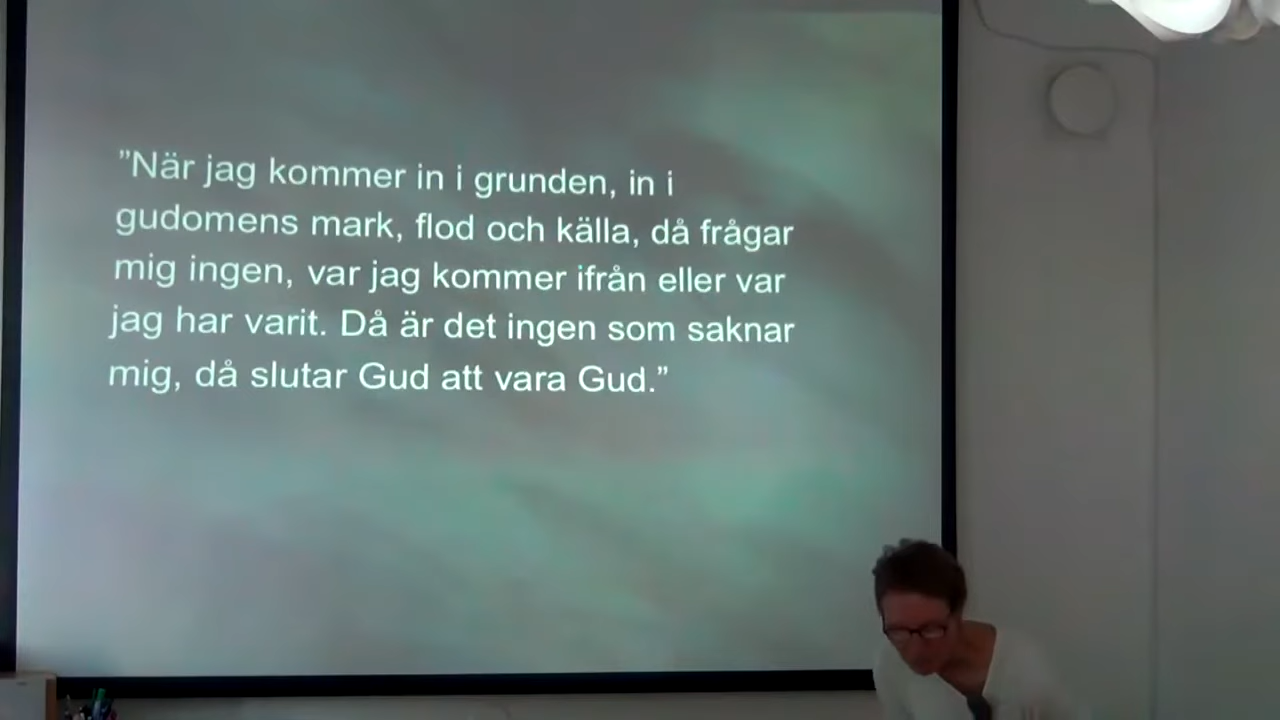 ”När jag kommer in i grunden, in i
gudomens mark, flod och källa, då frågar
mig ingen, var jag kommer ifrån eller var
jag har varit. Då är det ingen som saknar
mig, då slutar Gud att vara Gud.”